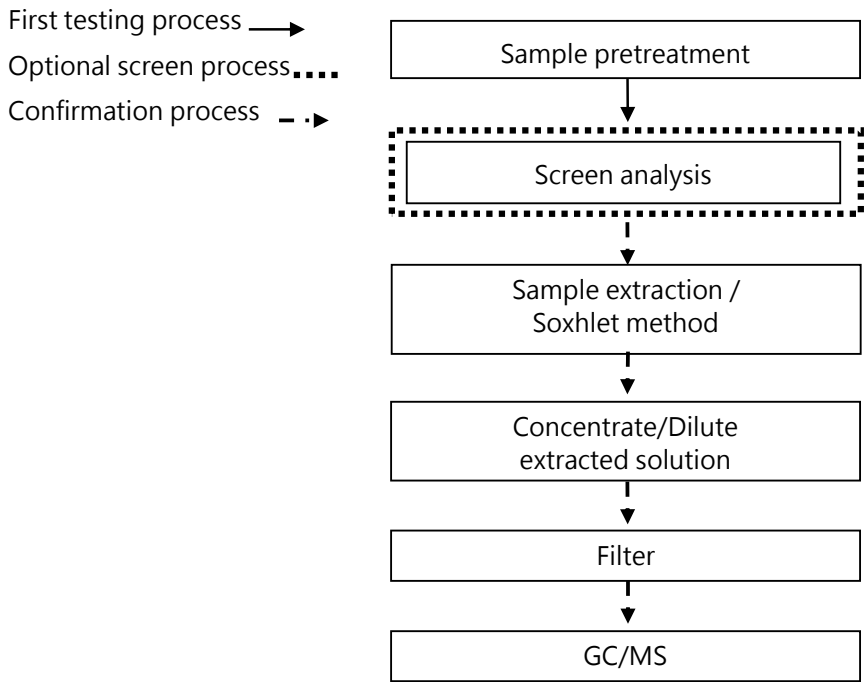 First testing process
Optional screen process
Confirmation process
Sample pretreatment
Screen analysis
Sample extraction /
Soxhlet method
Concentrate/Dilute
extracted solution
Filter
GC/MS